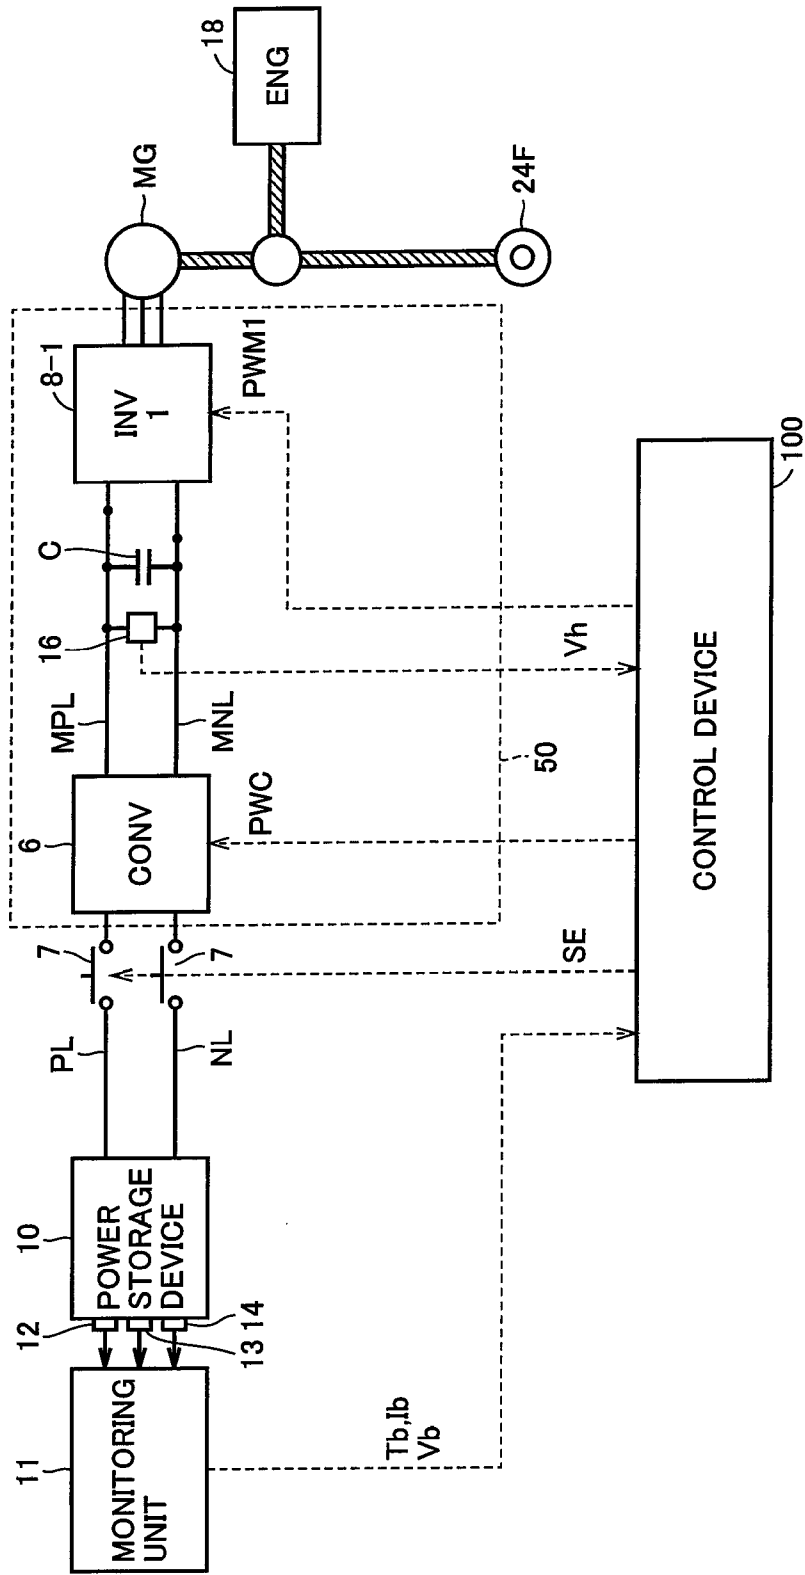 11
MONITORING
UNIT
12
13
14
10
POWER
STORAGE
DEVICE
PL
NL
7
7
6
CONV
MPL
MNL
16
C
8-1
INV
1
MG
18
ENG
24F
PWC
PWM1
50
Tb,Ib
Vb
SE
Vh
CONTROL DEVICE
100